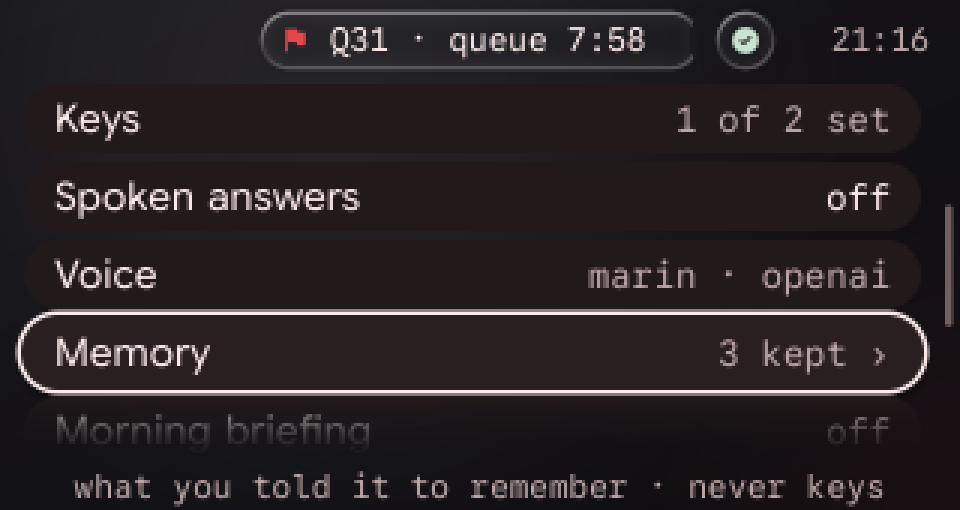 Q31 · queue 7:58 21:16
Keys 1 of 2 set
Spoken answers off
Voice marin · openai
Memory 3 kept ›
Morning briefing off
what you told it to remember · never keys